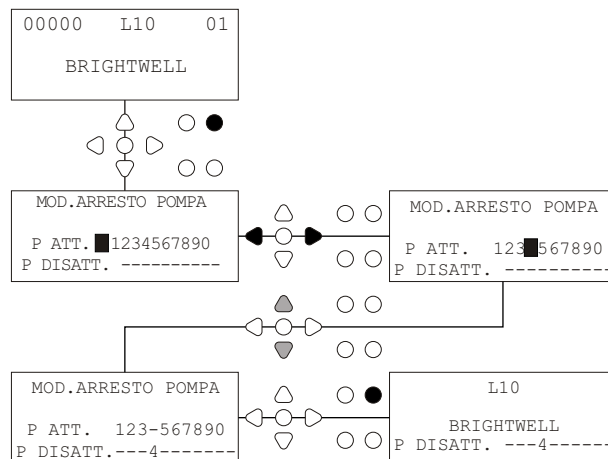 00000 L10 01
BRIGHTWELL
MOD.ARRESTO POMPA
P ATT. █1234567890
P DISATT. ----------
MOD.ARRESTO POMPA
P ATT. 123█567890
P DISATT. ----------
MOD.ARRESTO POMPA
P ATT. 123-567890
P DISATT.---4------
L10
BRIGHTWELL
P DISATT. ---4------